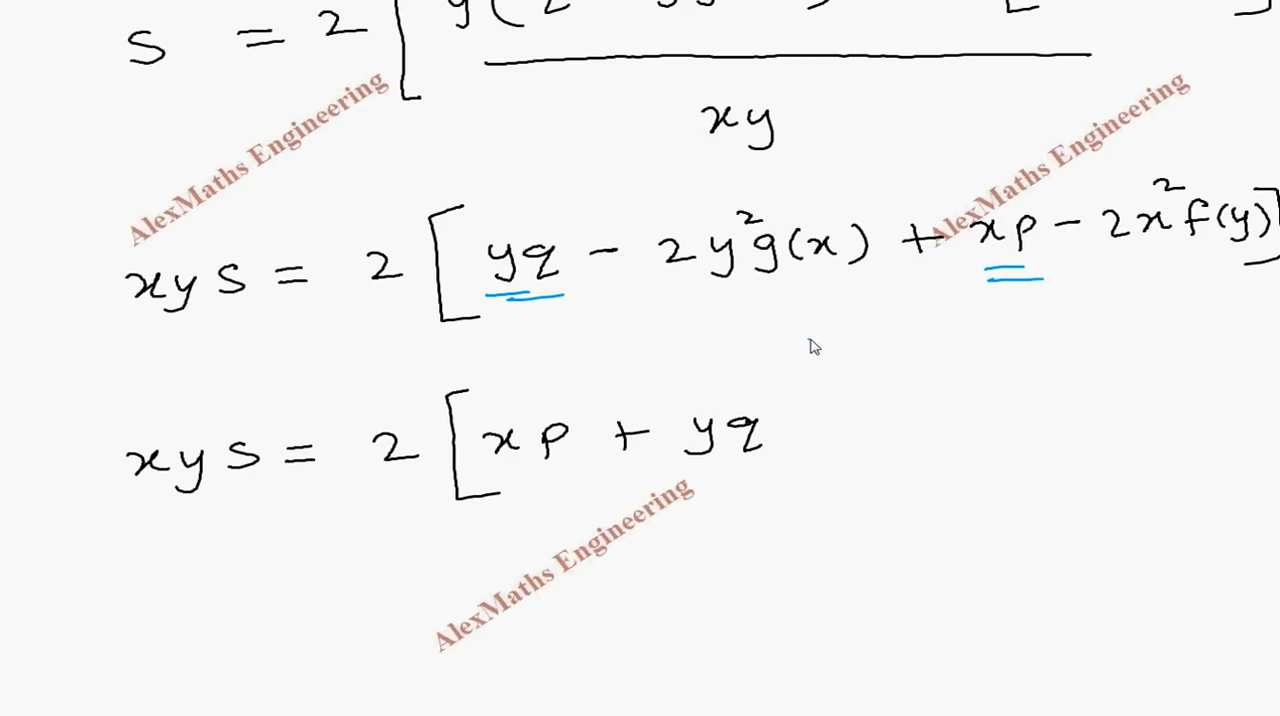 s = 2 [
xy
AlexMaths Engineering
AlexMaths Engineering
xys = 2 [ yq - 2y²g(x) + xp - 2x²f(y) ]
xys = 2 [ xp + yq
AlexMaths Engineering